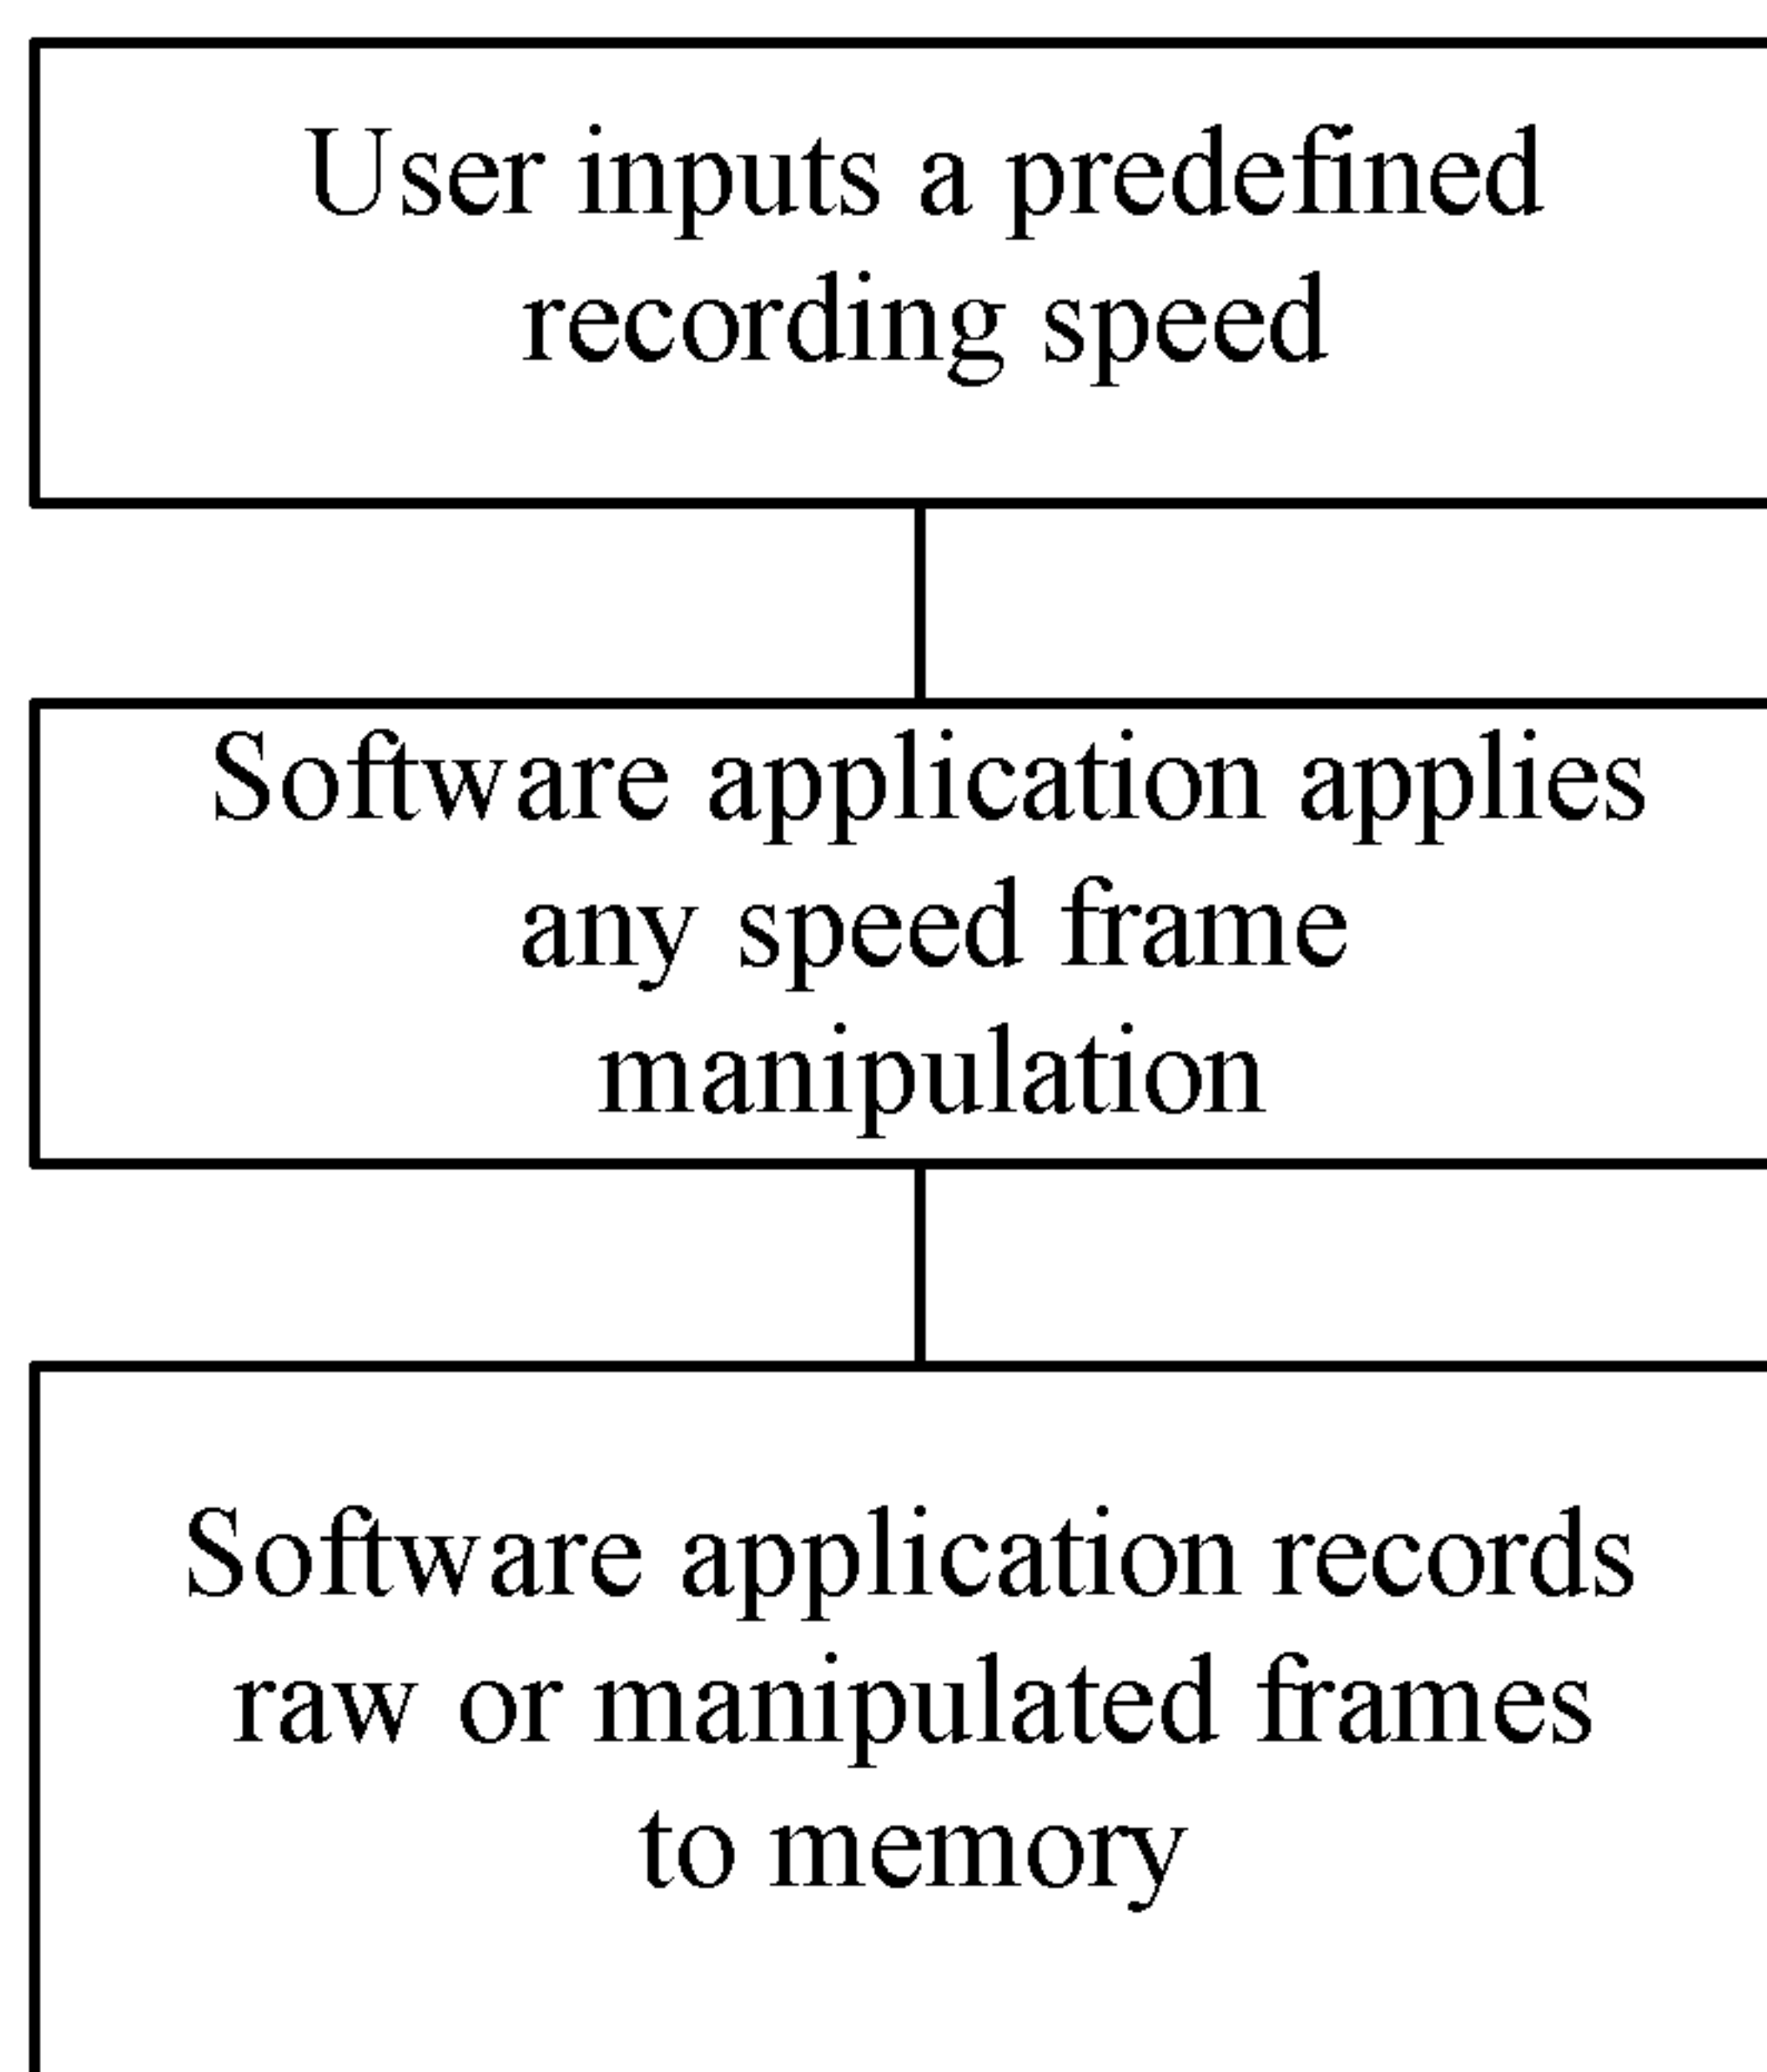 User inputs a predefined
recording speed
Software application applies
any speed frame
manipulation
Software application records
raw or manipulated frames
to memory